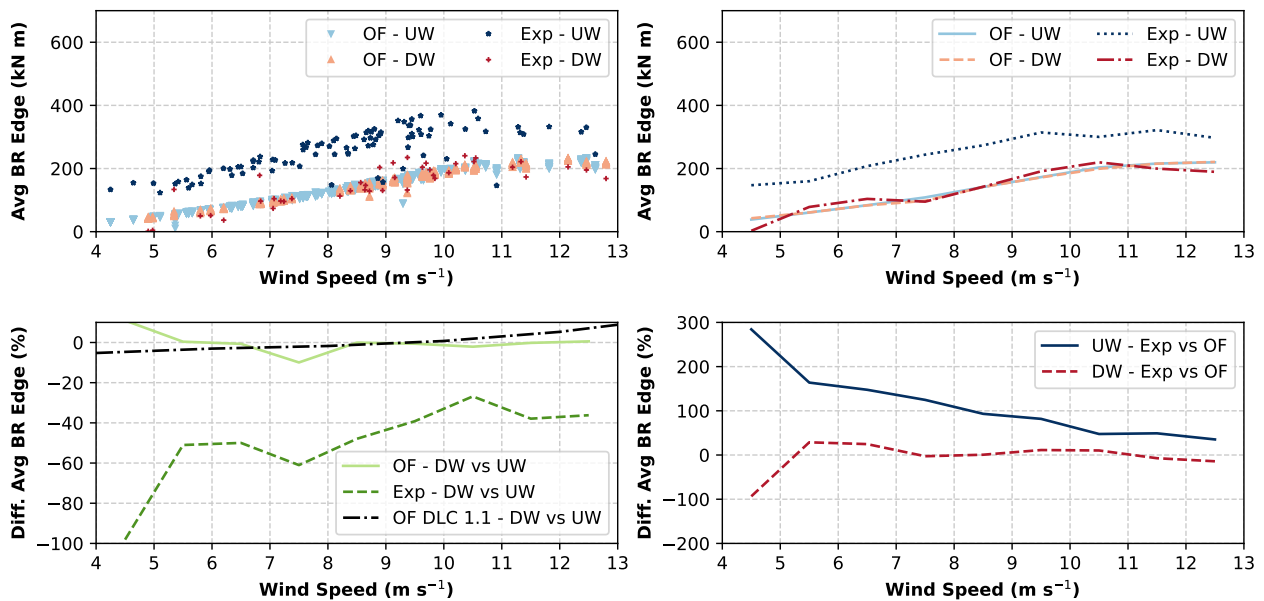 Avg BR Edge (kN m)
600
400
200
0
OF - UW
OF - DW
Exp - UW
Exp - DW
4 5 6 7 8 9 10 11 12 13
Wind Speed (m s⁻¹)
Avg BR Edge (kN m)
600
400
200
0
OF - UW
OF - DW
Exp - UW
Exp - DW
4 5 6 7 8 9 10 11 12 13
Wind Speed (m s⁻¹)
Diff. Avg BR Edge (%)
0
−20
−40
−60
−80
−100
OF - DW vs UW
Exp - DW vs UW
OF DLC 1.1 - DW vs UW
4 5 6 7 8 9 10 11 12 13
Wind Speed (m s⁻¹)
Diff. Avg BR Edge (%)
300
200
100
0
−100
−200
UW - Exp vs OF
DW - Exp vs OF
4 5 6 7 8 9 10 11 12 13
Wind Speed (m s⁻¹)